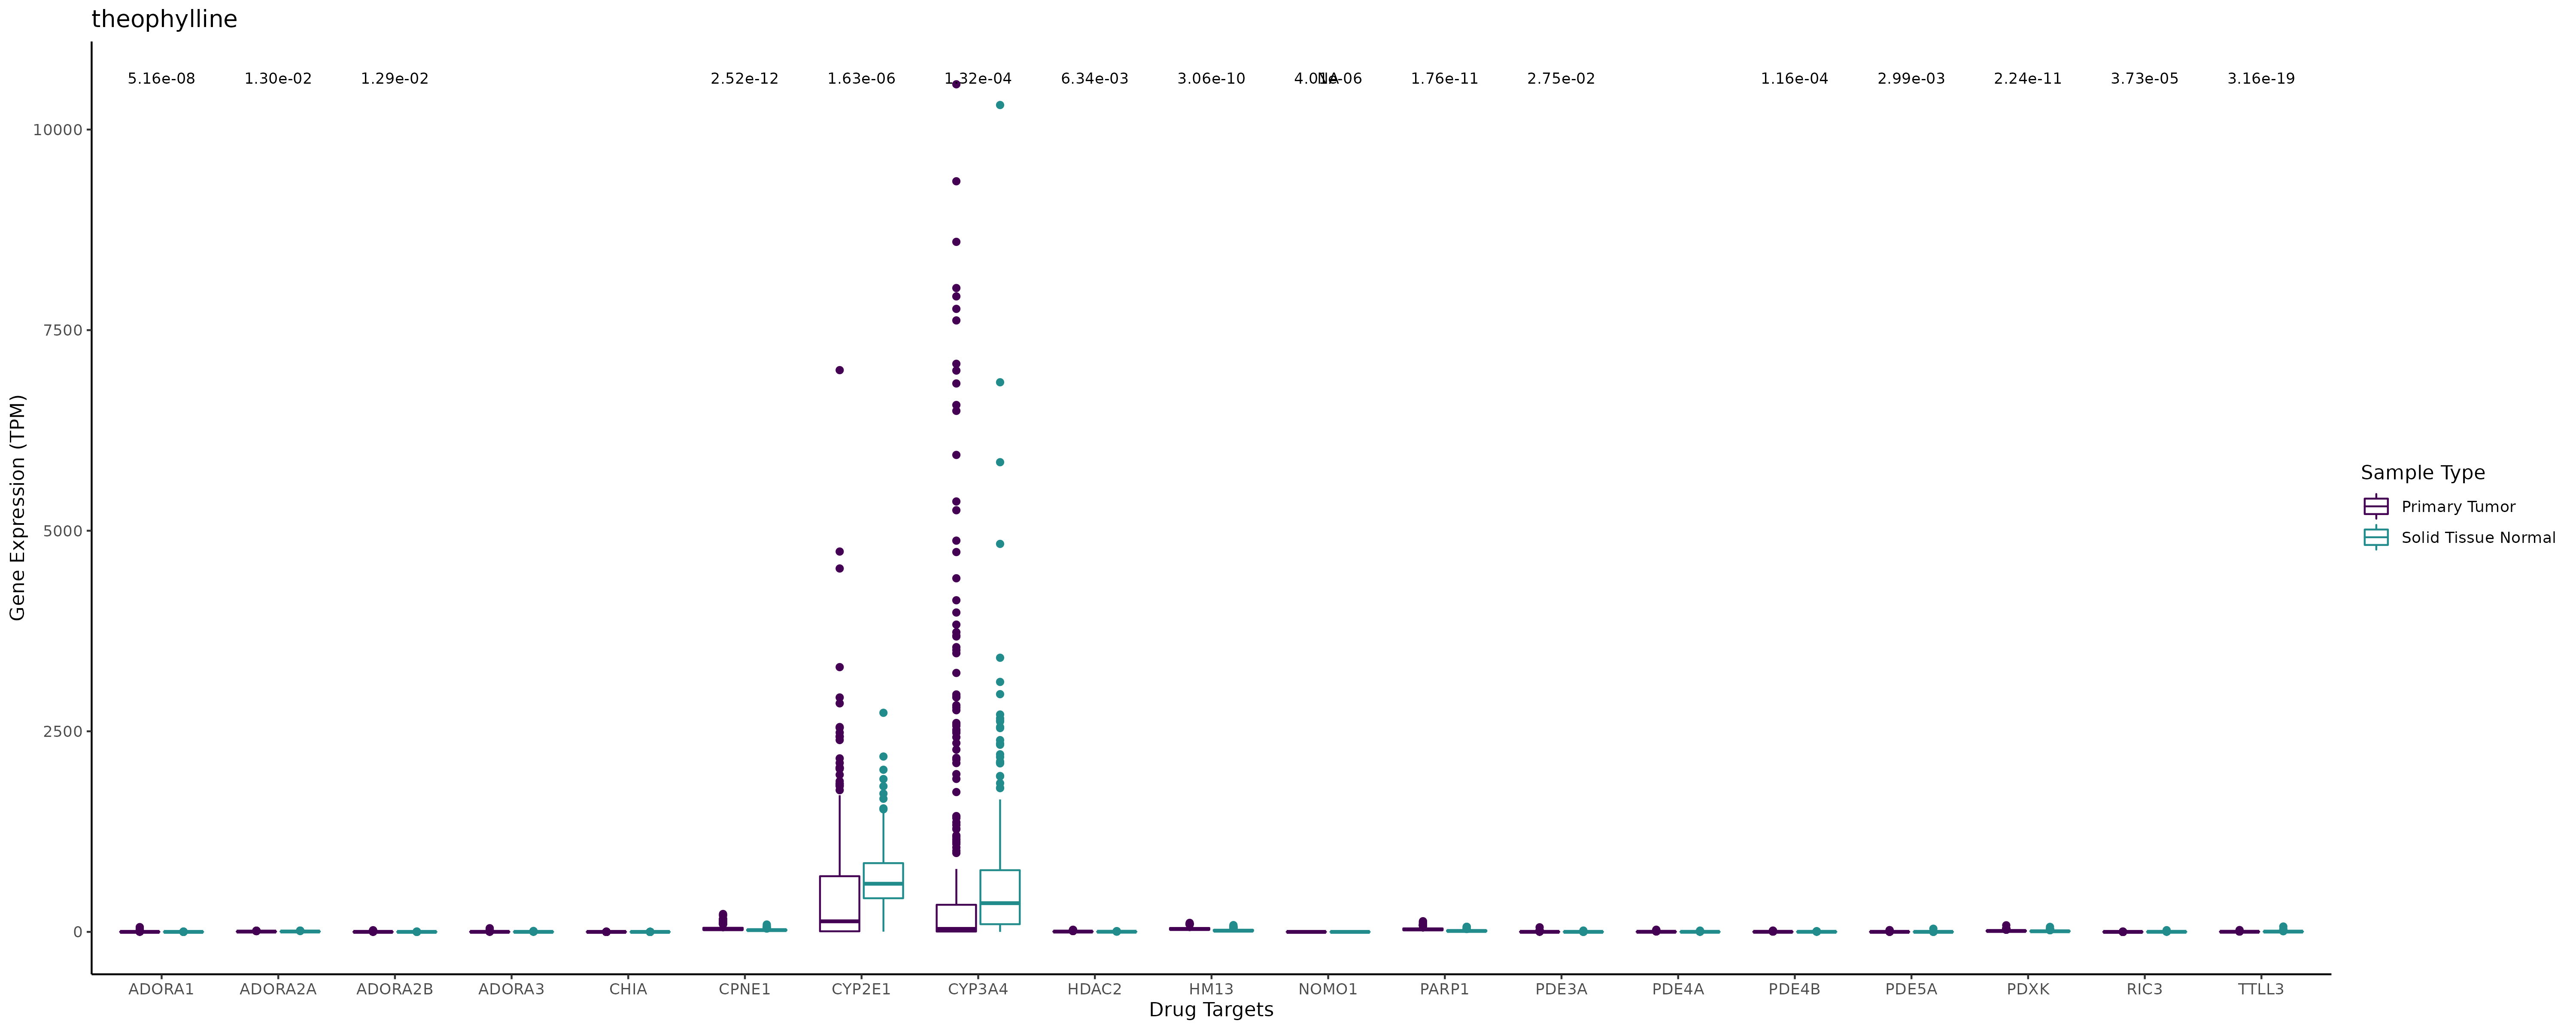 theophylline
5.16e-08 1.30e-02 1.29e-02 2.52e-12 1.63e-06 1.32e-04 6.34e-03 3.06e-10 1.76e-11 2.75e-02 1.16e-04 2.99e-03 2.24e-11 3.73e-05 3.16e-19
10000
7500
5000
2500
0
Gene Expression (TPM)
ADORA1 ADORA2A ADORA2B ADORA3 CHIA CPNE1 CYP2E1 CYP3A4 HDAC2 HM13 NOMO1 PARP1 PDE3A PDE4A PDE4B PDE5A PDXK RIC3 TTLL3
Drug Targets
Sample Type
Primary Tumor
Solid Tissue Normal